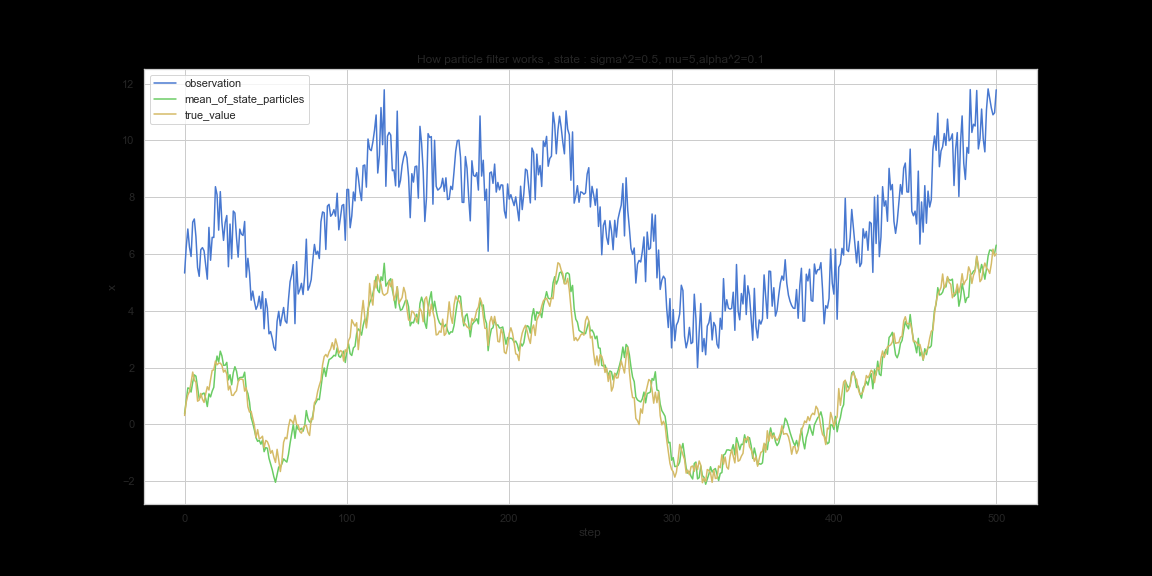 How particle filter works , state : sigma^2=0.5, mu=5,alpha^2=0.1
observation
mean_of_state_particles
true_value
12
10
8
6
4
2
0
−2
x
0 100 200 300 400 500
step